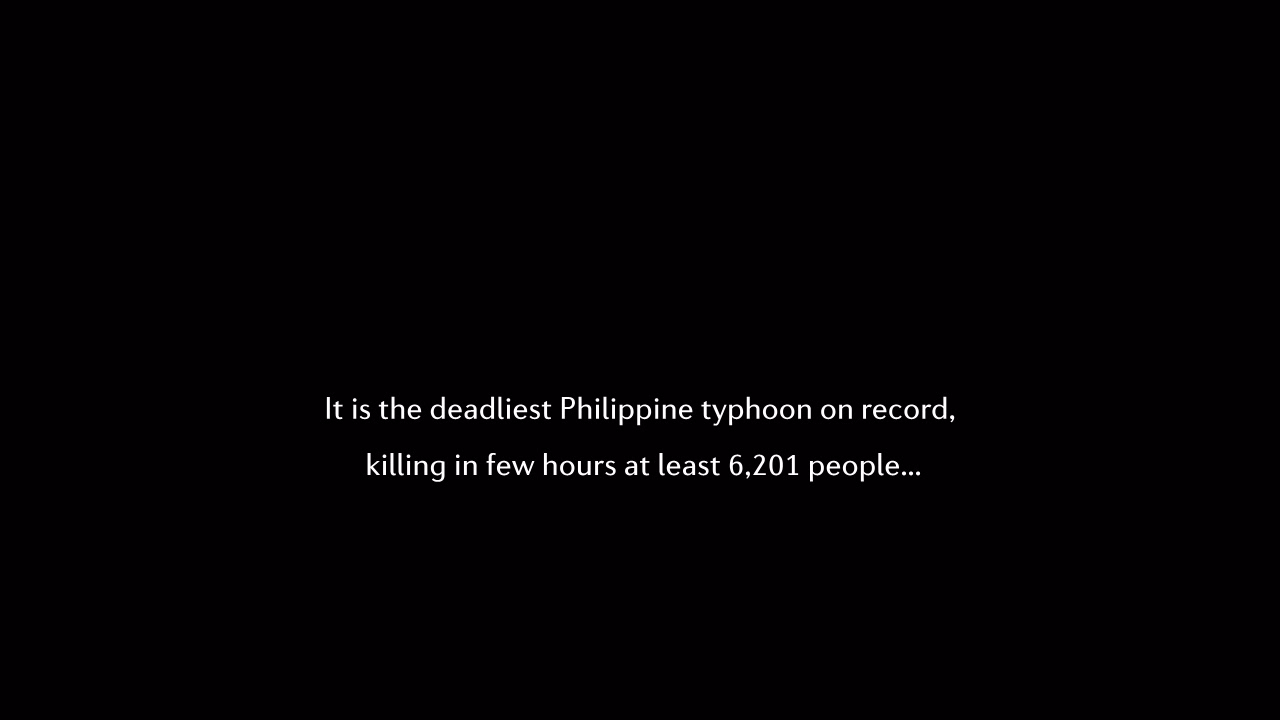 It is the deadliest Philippine typhoon on record,
killing in few hours at least 6,201 people...